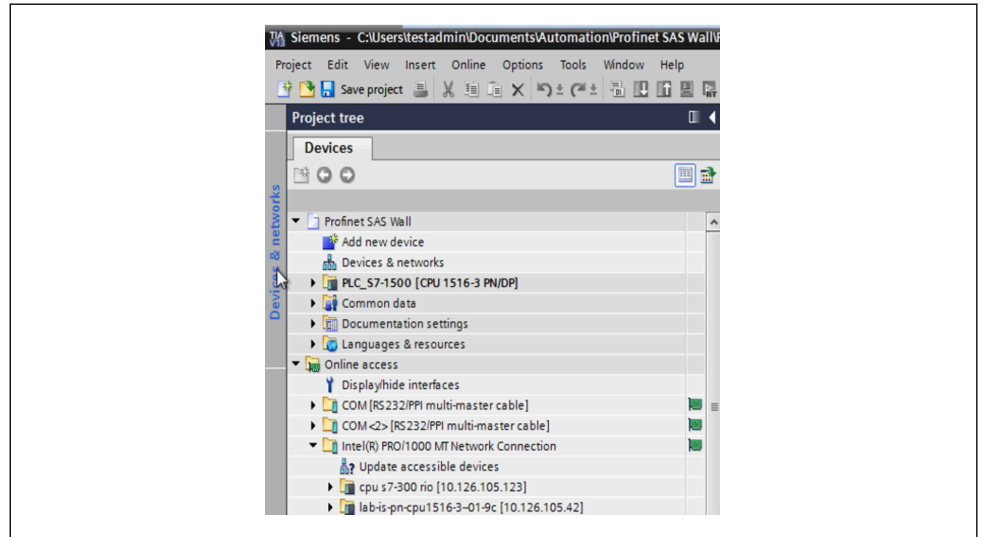 TIA V13 Siemens - C:\Users\testadmin\Documents\Automation\Profinet SAS Wall\
Project Edit View Insert Online Options Tools Window Help
Save project
Project tree
Devices
Devices & networks
Profinet SAS Wall
Add new device
Devices & networks
PLC_S7-1500 [CPU 1516-3 PN/DP]
Common data
Documentation settings
Languages & resources
Online access
Display/hide interfaces
COM [RS232/PPI multi-master cable]
COM <2> [RS232/PPI multi-master cable]
Intel(R) PRO/1000 MT Network Connection
Update accessible devices
cpu s7-300 rio [10.126.105.123]
lab-is-pn-cpu1516-3--01-9c [10.126.105.42]